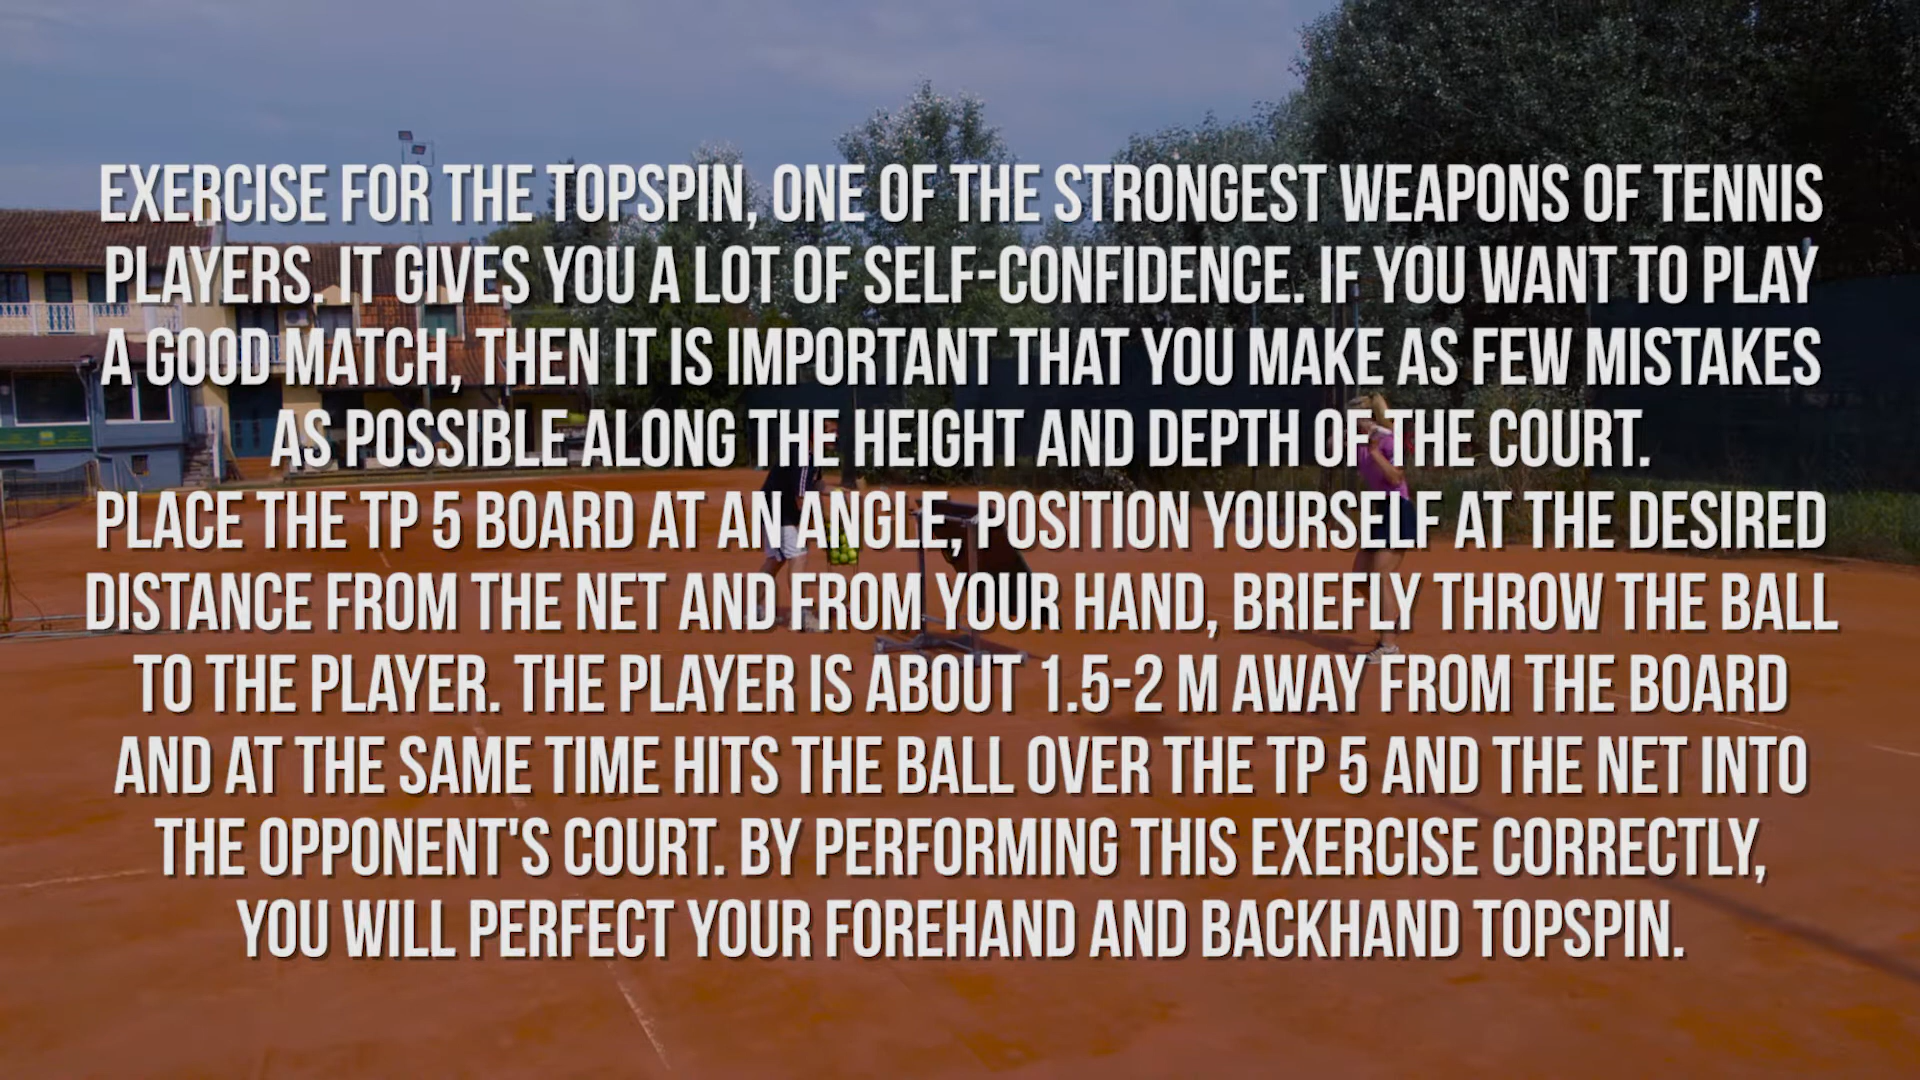 EXERCISE FOR THE TOPSPIN, ONE OF THE STRONGEST WEAPONS OF TENNIS
PLAYERS. IT GIVES YOU A LOT OF SELF-CONFIDENCE. IF YOU WANT TO PLAY
A GOOD MATCH, THEN IT IS IMPORTANT THAT YOU MAKE AS FEW MISTAKES
AS POSSIBLE ALONG THE HEIGHT AND DEPTH OF THE COURT.
PLACE THE TP 5 BOARD AT AN ANGLE, POSITION YOURSELF AT THE DESIRED
DISTANCE FROM THE NET AND FROM YOUR HAND, BRIEFLY THROW THE BALL
TO THE PLAYER. THE PLAYER IS ABOUT 1.5-2 M AWAY FROM THE BOARD
AND AT THE SAME TIME HITS THE BALL OVER THE TP 5 AND THE NET INTO
THE OPPONENT'S COURT. BY PERFORMING THIS EXERCISE CORRECTLY,
YOU WILL PERFECT YOUR FOREHAND AND BACKHAND TOPSPIN.